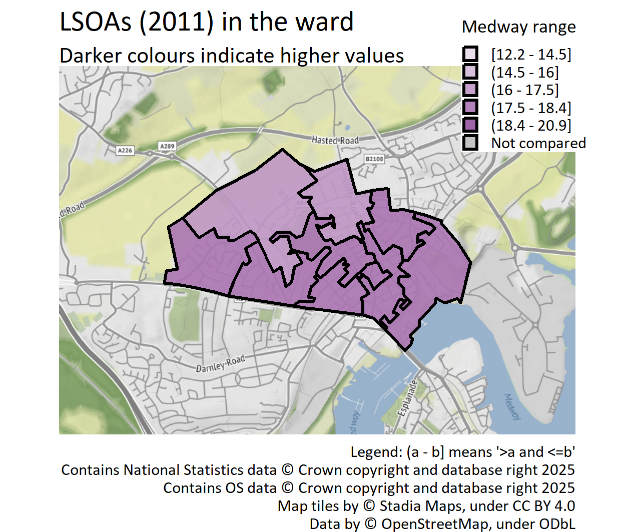 LSOAs (2011) in the ward
Darker colours indicate higher values
Medway range
[12.2 - 14.5]
(14.5 - 16]
(16 - 17.5]
(17.5 - 18.4]
(18.4 - 20.9]
Not compared
Hasted Road
A226
A289
B2108
d Road
Darnley Road
Esplanade
Medway
dway
Legend: (a - b] means '>a and <=b'
Contains National Statistics data © Crown copyright and database right 2025
Contains OS data © Crown copyright and database right 2025
Map tiles by © Stadia Maps, under CC BY 4.0
Data by © OpenStreetMap, under ODbL